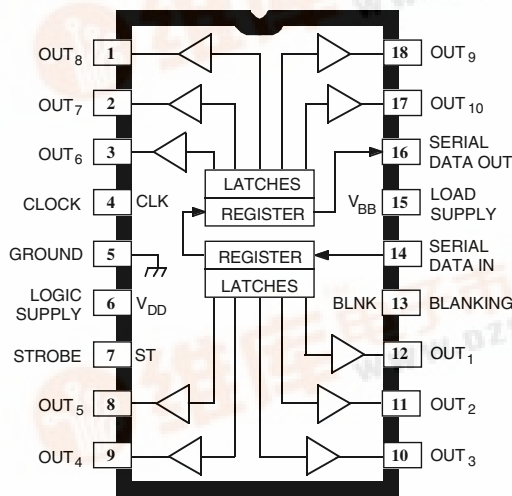 OUT8 1 18 OUT9
OUT7 2 17 OUT10
OUT6 3 16 SERIAL DATA OUT
LATCHES
CLOCK 4 CLK REGISTER VBB 15 LOAD SUPPLY
GROUND 5 REGISTER 14 SERIAL DATA IN
LATCHES
LOGIC SUPPLY 6 VDD BLNK 13 BLANKING
STROBE 7 ST 12 OUT1
OUT5 8 11 OUT2
OUT4 9 10 OUT3